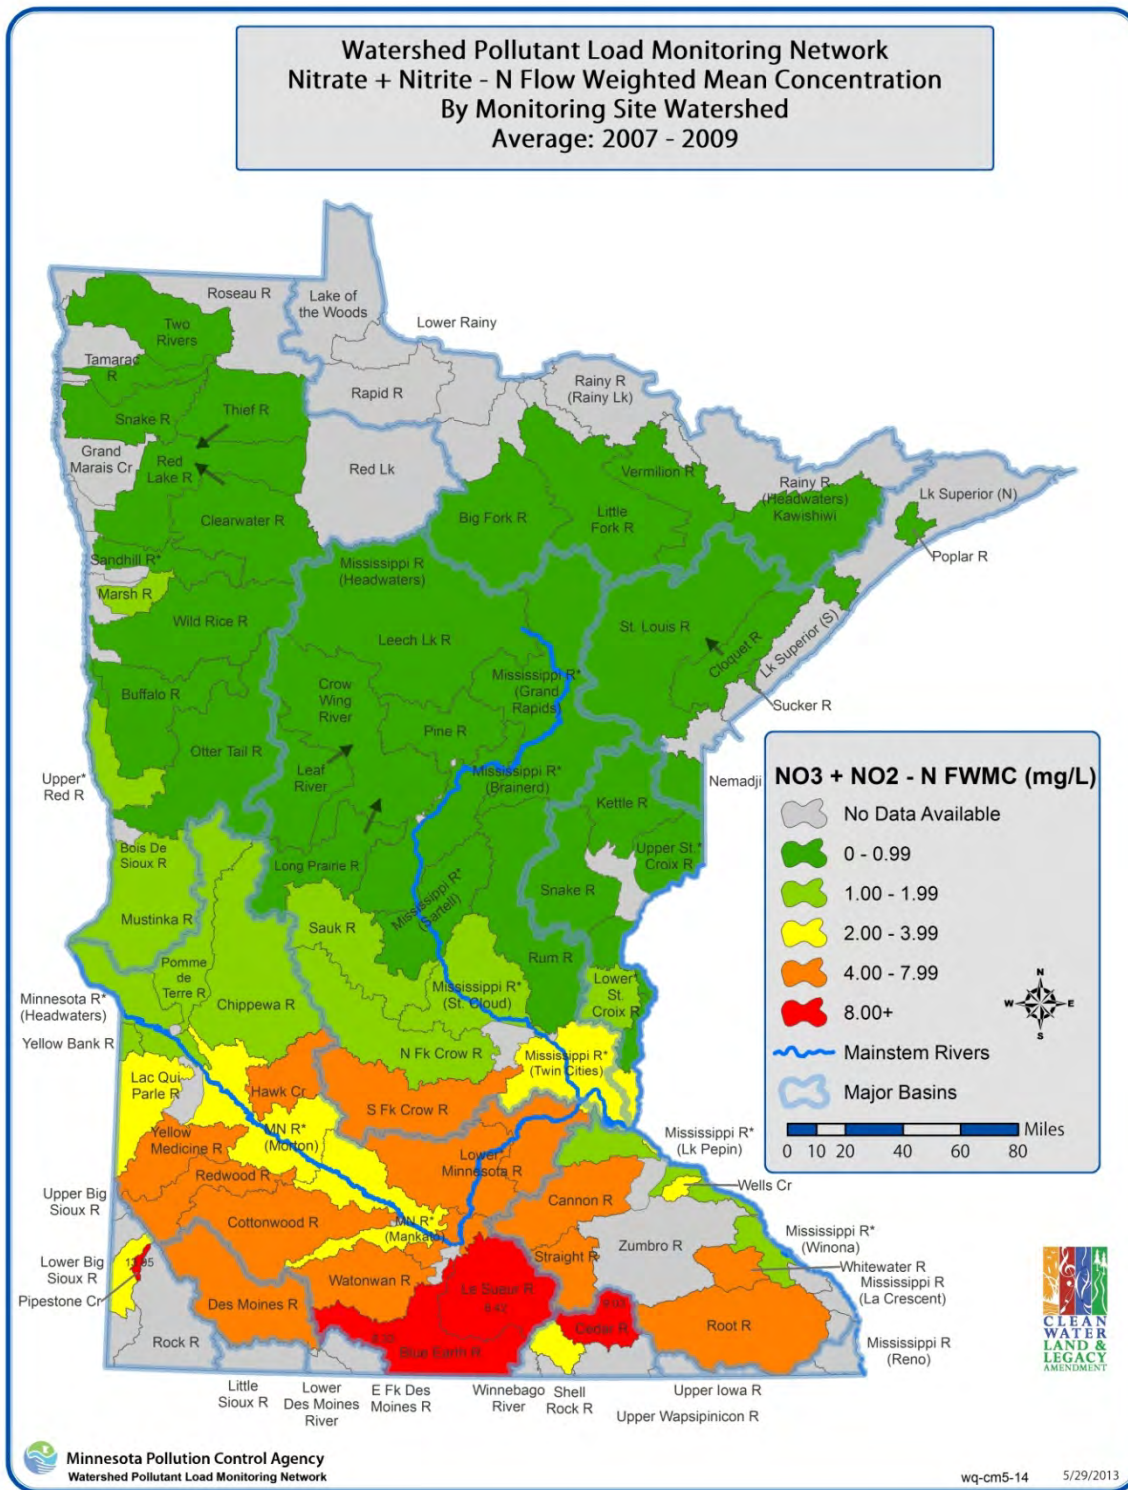 Watershed Pollutant Load Monitoring Network
Nitrate + Nitrite - N Flow Weighted Mean Concentration
By Monitoring Site Watershed
Average: 2007 - 2009
Roseau R
Lake of
the Woods
Lower Rainy
Two
Rivers
Tamarac
R
Rapid R
Rainy R
(Rainy Lk)
Snake R
Thief R
Grand
Marais Cr
Red
Lake R
Red Lk
Vermilion R
Rainy R
(Headwaters)
Kawishiwi
Lk Superior (N)
Clearwater R
Big Fork R
Little
Fork R
Poplar R
Sandhill R*
Mississippi R
(Headwaters)
Marsh R
Wild Rice R
Leech Lk R
St. Louis R
Cloquet R
Lk Superior (S)
Sucker R
Mississippi R*
(Grand
Rapids)
Buffalo R
Crow
Wing
River
Pine R
Otter Tail R
Upper*
Red R
Leaf
River
Mississippi R*
(Brainerd)
Nemadji
Kettle R
Bois De
Sioux R
Long Prairie R
Upper St.*
Croix R
Mustinka R
Mississippi R*
(Sartell)
Snake R
Sauk R
Rum R
Pomme
de
Terre R
Chippewa R
Mississippi R*
(St. Cloud)
Lower*
St.
Croix R
Minnesota R*
(Headwaters)
Yellow Bank R
N Fk Crow R
Mississippi R*
(Twin Cities)
Lac Qui
Parle R
Hawk Cr
S Fk Crow R
Yellow
Medicine R
MN R*
(Morton)
Lower
Minnesota R
Mississippi R*
(Lk Pepin)
Redwood R
Wells Cr
Upper Big
Sioux R
Cottonwood R
MN R*
(Mankato)
Cannon R
Zumbro R
Mississippi R*
(Winona)
Lower Big
Sioux R
Straight R
Whitewater R
Pipestone Cr
Watonwan R
Le Sueur R
Mississippi R
(La Crescent)
Des Moines R
Cedar R
Root R
Rock R
Blue Earth R
Mississippi R
(Reno)
Little
Sioux R
Lower
Des Moines
River
E Fk Des
Moines R
Winnebago
River
Shell
Rock R
Upper Iowa R
Upper Wapsipinicon R
NO3 + NO2 - N FWMC (mg/L)
No Data Available
0 - 0.99
1.00 - 1.99
2.00 - 3.99
4.00 - 7.99
8.00+
Mainstem Rivers
Major Basins
Miles
0 10 20 40 60 80
N
W E
S
CLEAN
WATER
LAND &
LEGACY
AMENDMENT
Minnesota Pollution Control Agency
Watershed Pollutant Load Monitoring Network
wq-cm5-14
5/29/2013